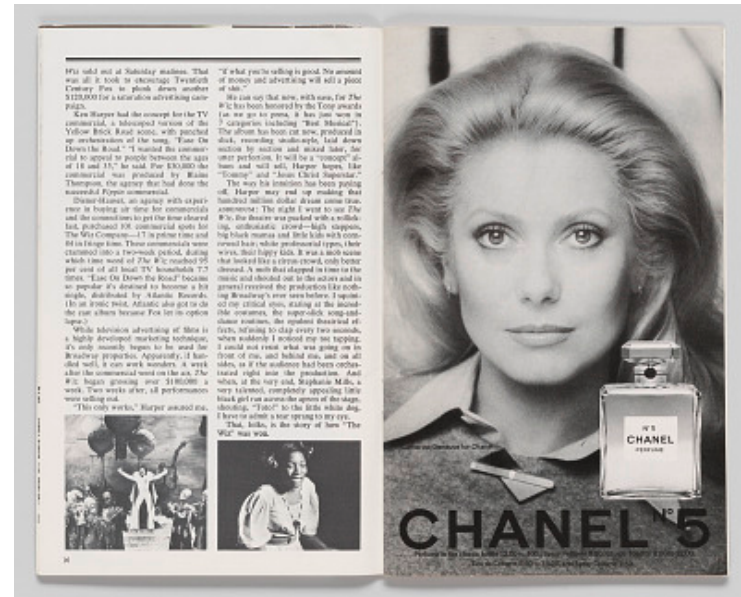 Wiz sold out at Saturday matinee. That
was all it took to encourage Twentieth
Century Fox to plunk down another
$120,000 for a saturation advertising cam-
paign.
Ken Harper had the concept for the TV
commercial, a telescoped version of the
Yellow Brick Road scene, with punched
up orchestration of the song, "Ease On
Down the Road." "I wanted the commer-
cial to appeal to people between the ages
of 18 and 35," he said. For $30,000 the
commercial was produced by Blaine
Thompson, the agency that had done the
successful Pippin commercial.
an agency with experi-
ence in buying air time for commercials
and the connections to get the time cleared
fast, purchased 101 commercial spots for
The Wiz Company—17 in prime time and
84 in fringe time. These commercials were
crammed into a two-week period, during
which time word of The Wiz reached 95
per cent of all local TV households 7.7
times. "Ease On Down the Road" became
so popular it's destined to become a hit
single, distributed by Atlantic Records.
(In an ironic twist, Atlantic also got to do
the cast album because Fox let its option
lapse.)
While television advertising of films is
a highly developed marketing technique,
it's only recently begun to be used for
Broadway properties. Apparently, if han-
dled well, it can work wonders. A week
after the commercial went on the air, The
Wiz began grossing over $100,000 a
week. Two weeks after, all performances
were selling out.
"This only works," Harper assured me,
"if what you're selling is good. No amount
of money and advertising will sell a piece
of shit."
He can say that now, with ease, for The
Wiz has been honored by the Tony awards
(as we go to press, it has just won in
7 categories including "Best Musical").
The album has been cut now, produced in
slick, recording studio-style, laid down
section by section and mixed later, for
utter perfection. It will be a "concept" al-
bum and will sell, Harper hopes, like
"Tommy" and "Jesus Christ Superstar."
The way his intuition has been paying
off, Harper may end up making that
hundred million dollar dream come true,
The night I went to see The
Wiz, the theater was packed with a rollick-
ing, enthusiastic crowd—high steppers,
big black mamas and little kids with corn-
rowed hair; white professional types, their
wives, their hippy kids. It was a mob scene
that looked like a circus crowd, only better
dressed. A mob that clapped in time to the
music and shouted out to the actors and in
general received the production like noth-
ing Broadway's ever seen before. I squint-
ed my critical eyes, staring at the incred-
ible costumes, the super-slick song-and-
dance routines, the opulent theatrical ef-
fects, refusing to clap every two seconds,
when suddenly I noticed my toe tapping.
I could not resist what was going on in
front of me, and behind me, and on all
sides, as if the audience had been orches-
trated right into the production. And
when, at the very end, Stephanie Mills, a
very talented, completely appealing little
black girl ran across the apron of the stage,
shouting, "Toto!" to the little white dog,
I have to admit a tear sprang to my eye.
That, folks, is the story of how "The
Wiz" was won.
Catherine Deneuve for Chanel
N°5
CHANEL
PERFUME
CHANEL N°5